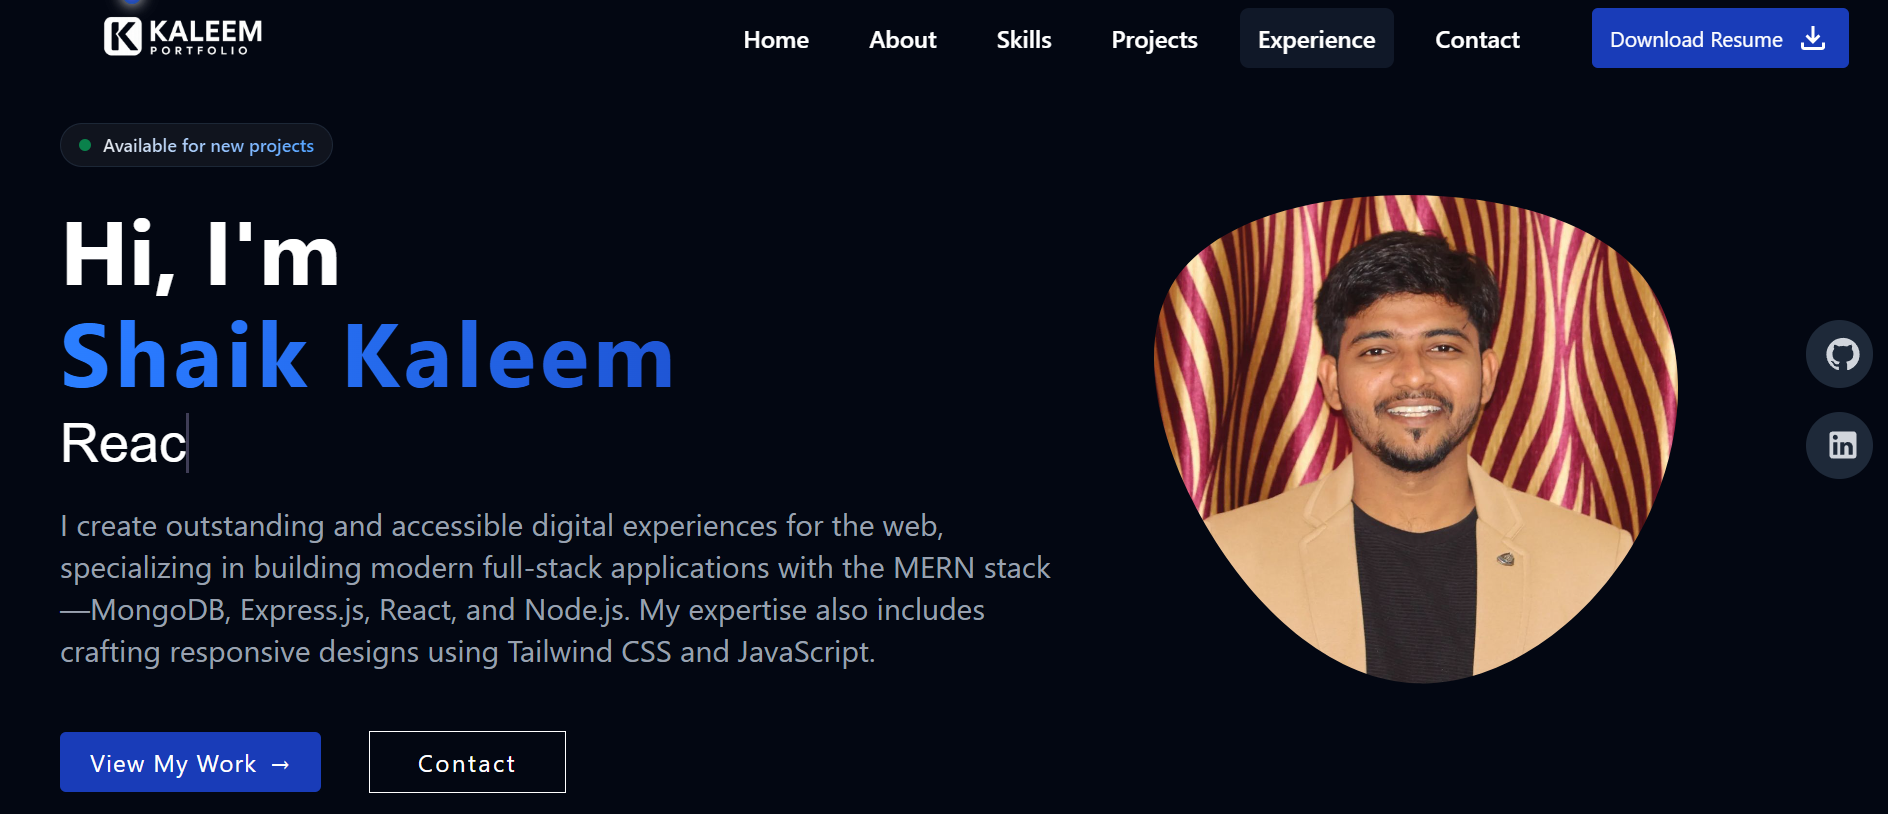 KALEEM
PORTFOLIO
Home
About
Skills
Projects
Experience
Contact
Download Resume
Available for new projects
Hi, I'm
Shaik Kaleem
Reac
I create outstanding and accessible digital experiences for the web,
specializing in building modern full-stack applications with the MERN stack
—MongoDB, Express.js, React, and Node.js. My expertise also includes
crafting responsive designs using Tailwind CSS and JavaScript.
View My Work →
Contact
in